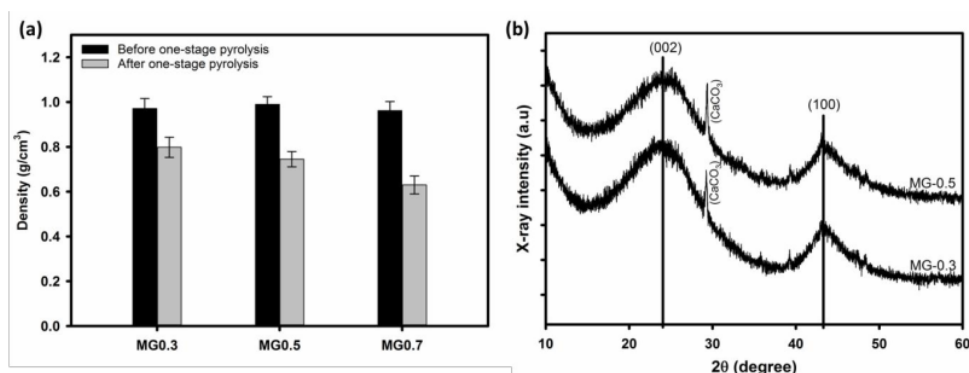 (a)
Before one-stage pyrolysis
After one-stage pyrolysis
Density (g/cm³)
1.2
1.0
0.8
0.6
0.4
0.2
0.0
MG0.3 MG0.5 MG0.7
(b)
(002)
(CaCO₃)
(100)
MG-0.5
(CaCO₃)
MG-0.3
X-ray intensity (a.u)
10 20 30 40 50 60
2θ (degree)